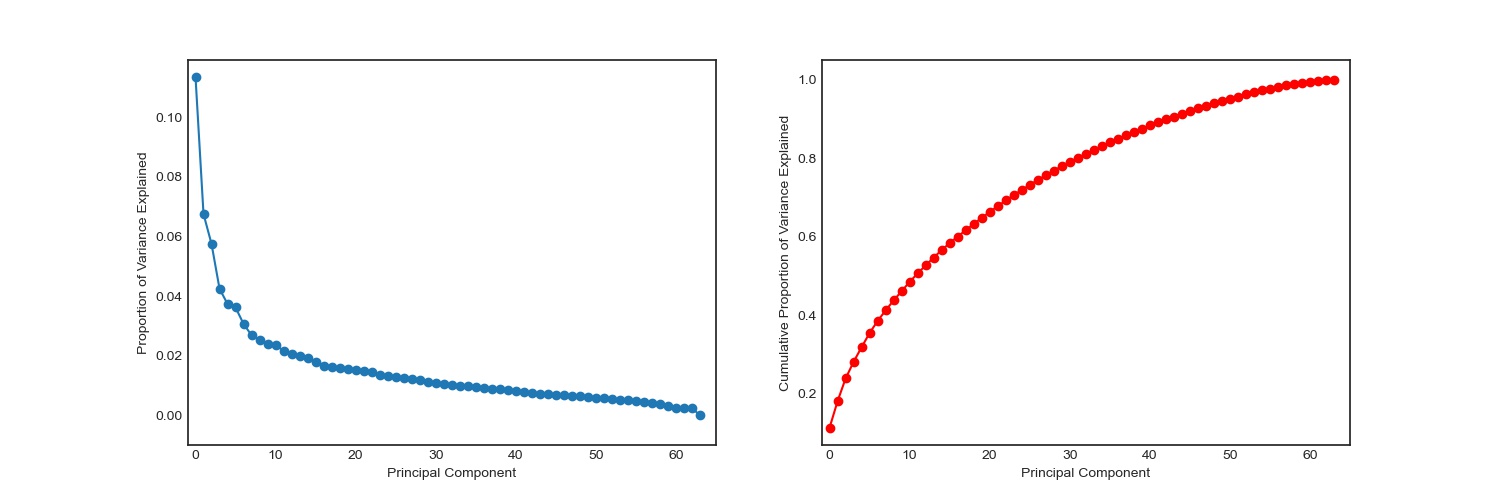 Proportion of Variance Explained
0.10
0.08
0.06
0.04
0.02
0.00
0 10 20 30 40 50 60
Principal Component
Cumulative Proportion of Variance Explained
1.0
0.8
0.6
0.4
0.2
0 10 20 30 40 50 60
Principal Component